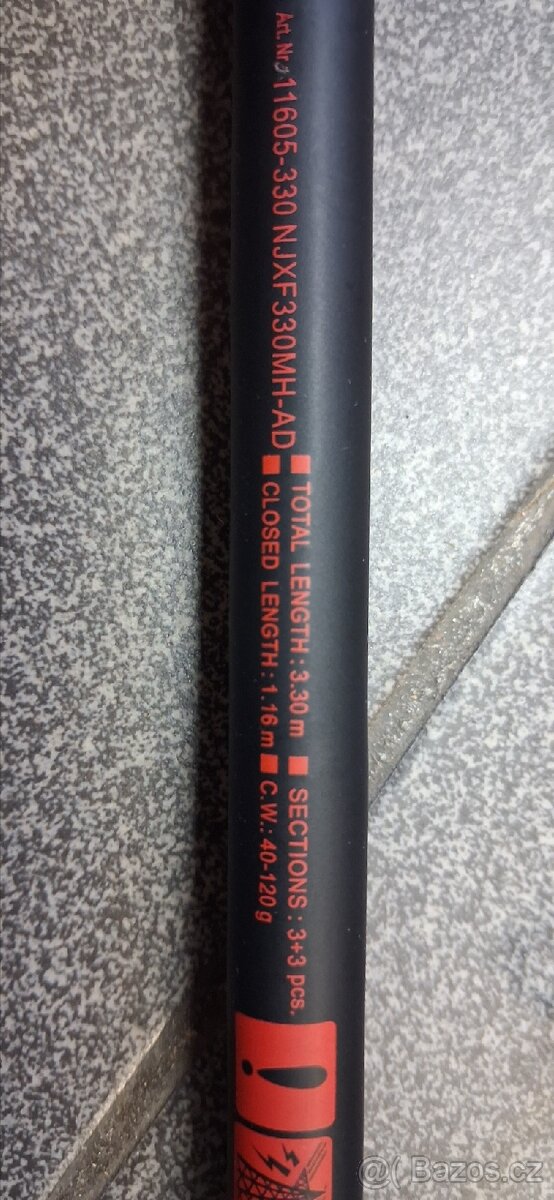 Art. Nr. 11605-330 NJXF330MH-AD
■ TOTAL LENGTH : 3.30 m ■ SECTIONS : 3+3 pcs.
■ CLOSED LENGTH : 1.16 m ■ C.W.: 40-120 g
!
@( Bazos.cz